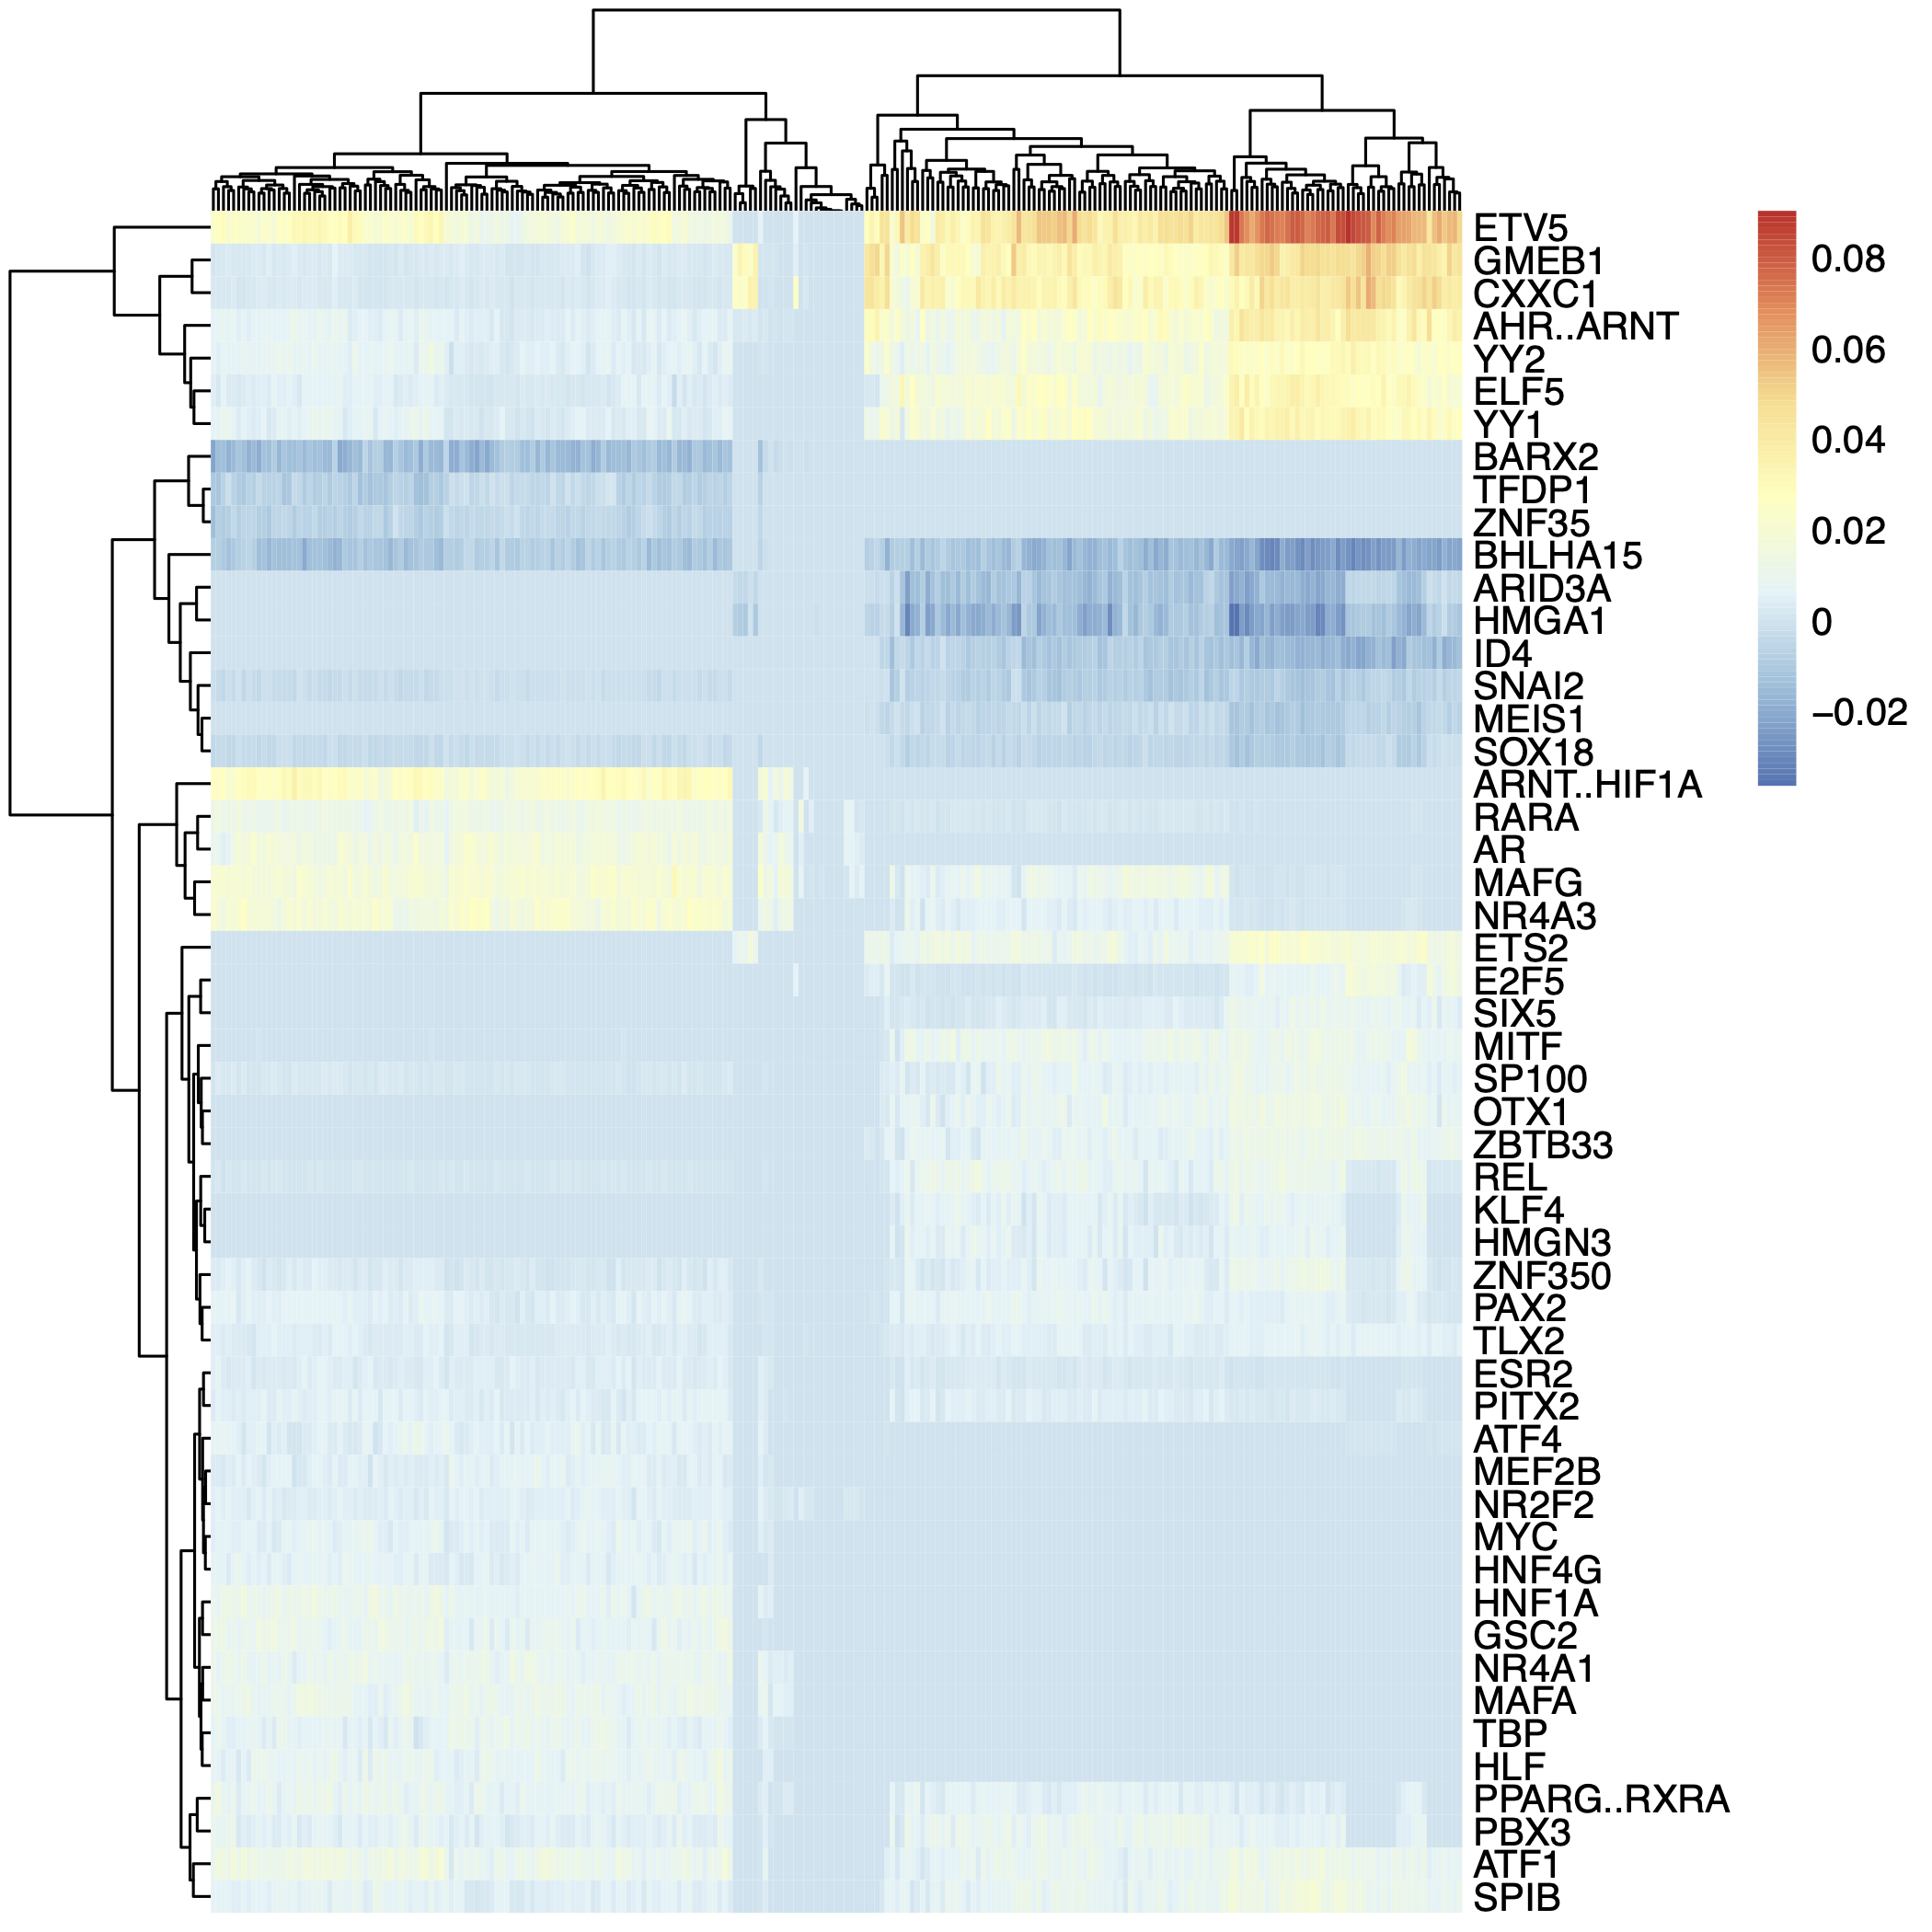 ETV5
GMEB1
CXXC1
AHR..ARNT
YY2
ELF5
YY1
BARX2
TFDP1
ZNF35
BHLHA15
ARID3A
HMGA1
ID4
SNAI2
MEIS1
SOX18
ARNT..HIF1A
RARA
AR
MAFG
NR4A3
ETS2
E2F5
SIX5
MITF
SP100
OTX1
ZBTB33
REL
KLF4
HMGN3
ZNF350
PAX2
TLX2
ESR2
PITX2
ATF4
MEF2B
NR2F2
MYC
HNF4G
HNF1A
GSC2
NR4A1
MAFA
TBP
HLF
PPARG..RXRA
PBX3
ATF1
SPIB
0.08
0.06
0.04
0.02
0
−0.02